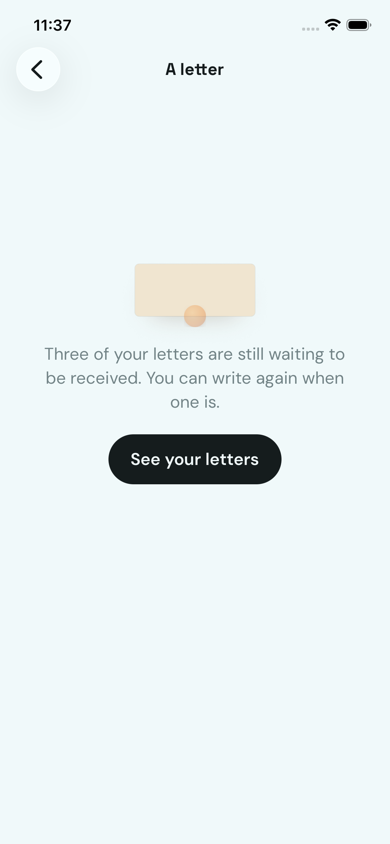 11:37
A letter
Three of your letters are still waiting to
be received. You can write again when
one is.
See your letters